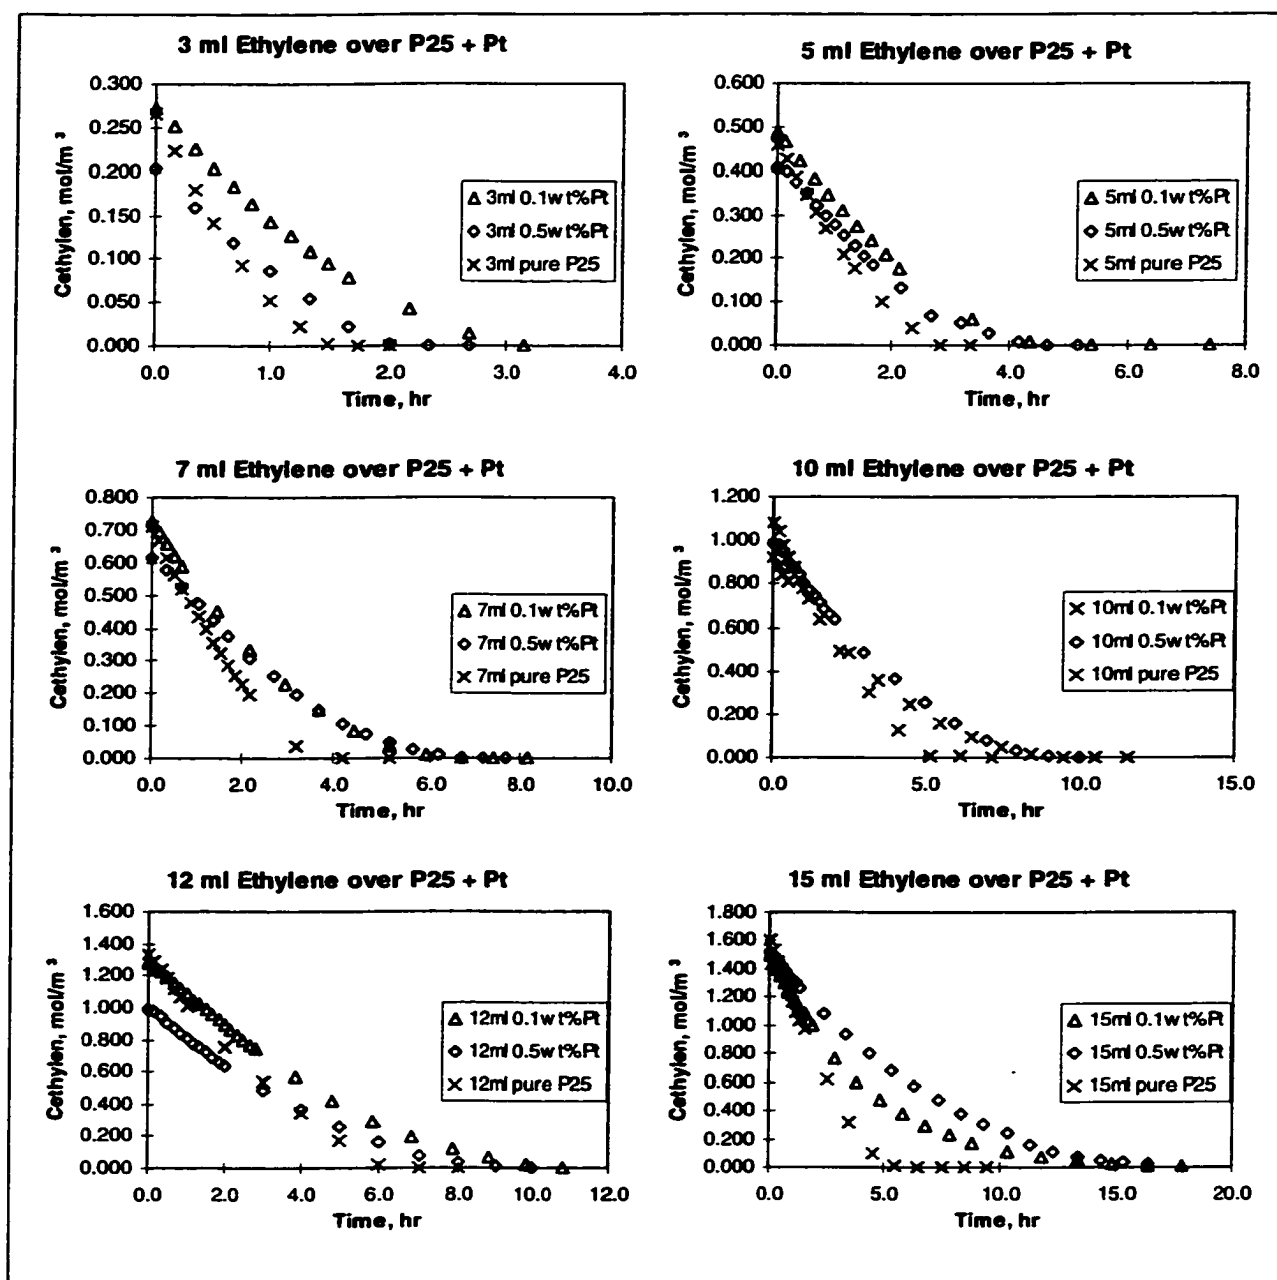 3 ml Ethylene over P25 + Pt
Cethylen, mol/m ³
0.300
0.250
0.200
0.150
0.100
0.050
0.000
0.0 1.0 2.0 3.0 4.0
Time, hr
3ml 0.1wt%Pt
3ml 0.5wt%Pt
3ml pure P25
5 ml Ethylene over P25 + Pt
Cethylen, mol/m ³
0.600
0.500
0.400
0.300
0.200
0.100
0.000
0.0 2.0 4.0 6.0 8.0
Time, hr
5ml 0.1wt%Pt
5ml 0.5wt%Pt
5ml pure P25
7 ml Ethylene over P25 + Pt
Cethylen, mol/m ³
0.800
0.700
0.600
0.500
0.400
0.300
0.200
0.100
0.000
0.0 2.0 4.0 6.0 8.0 10.0
Time, hr
7ml 0.1wt%Pt
7ml 0.5wt%Pt
7ml pure P25
10 ml Ethylene over P25 + Pt
Cethylen, mol/m ³
1.200
1.000
0.800
0.600
0.400
0.200
0.000
0.0 5.0 10.0 15.0
Time, hr
10ml 0.1wt%Pt
10ml 0.5wt%Pt
10ml pure P25
12 ml Ethylene over P25 + Pt
Cethylen, mol/m ³
1.600
1.400
1.200
1.000
0.800
0.600
0.400
0.200
0.000
0.0 2.0 4.0 6.0 8.0 10.0 12.0
Time, hr
12ml 0.1wt%Pt
12ml 0.5wt%Pt
12ml pure P25
15 ml Ethylene over P25 + Pt
Cethylen, mol/m ³
1.800
1.600
1.400
1.200
1.000
0.800
0.600
0.400
0.200
0.000
0.0 5.0 10.0 15.0 20.0
Time, hr
15ml 0.1wt%Pt
15ml 0.5wt%Pt
15ml pure P25